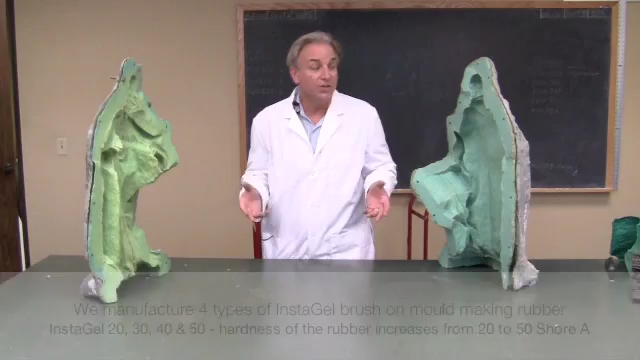 We manufacture 4 types of InstaGel brush on mould making rubber
InstaGel 20, 30, 40 & 50 - hardness of the rubber increases from 20 to 50 Shore A